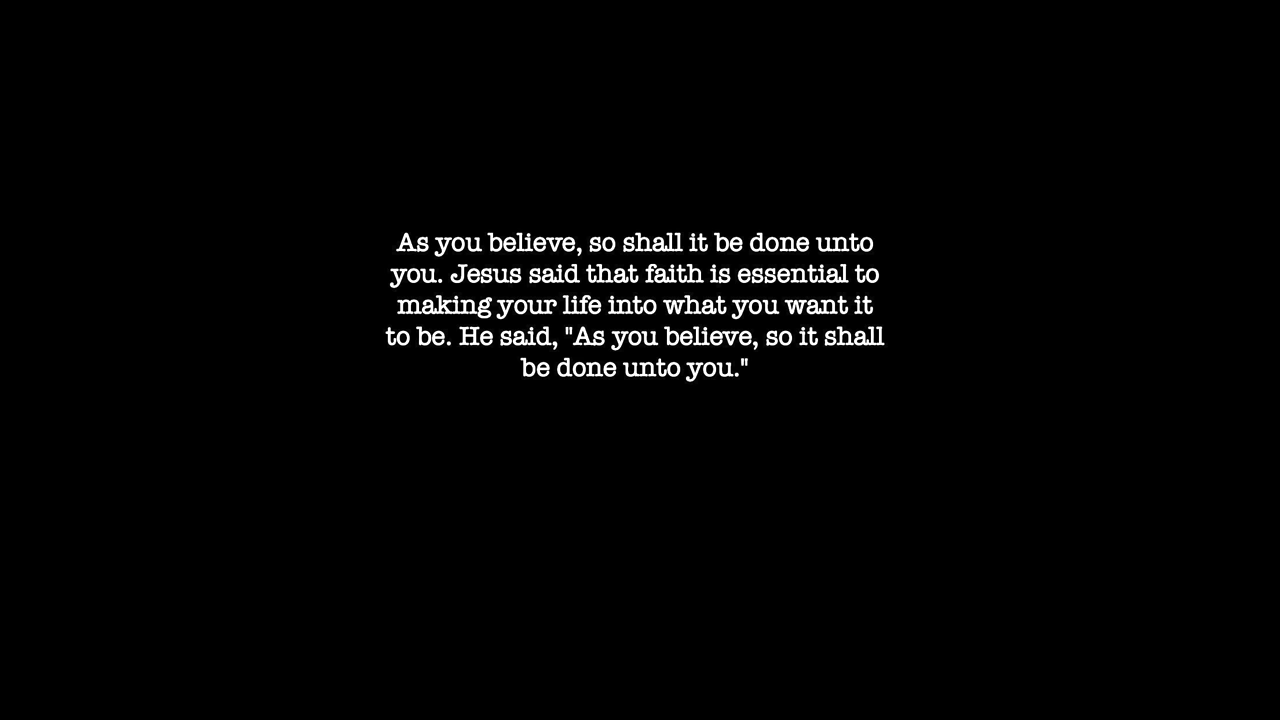 As you believe, so shall it be done unto
you. Jesus said that faith is essential to
making your life into what you want it
to be. He said, "As you believe, so it shall
be done unto you."